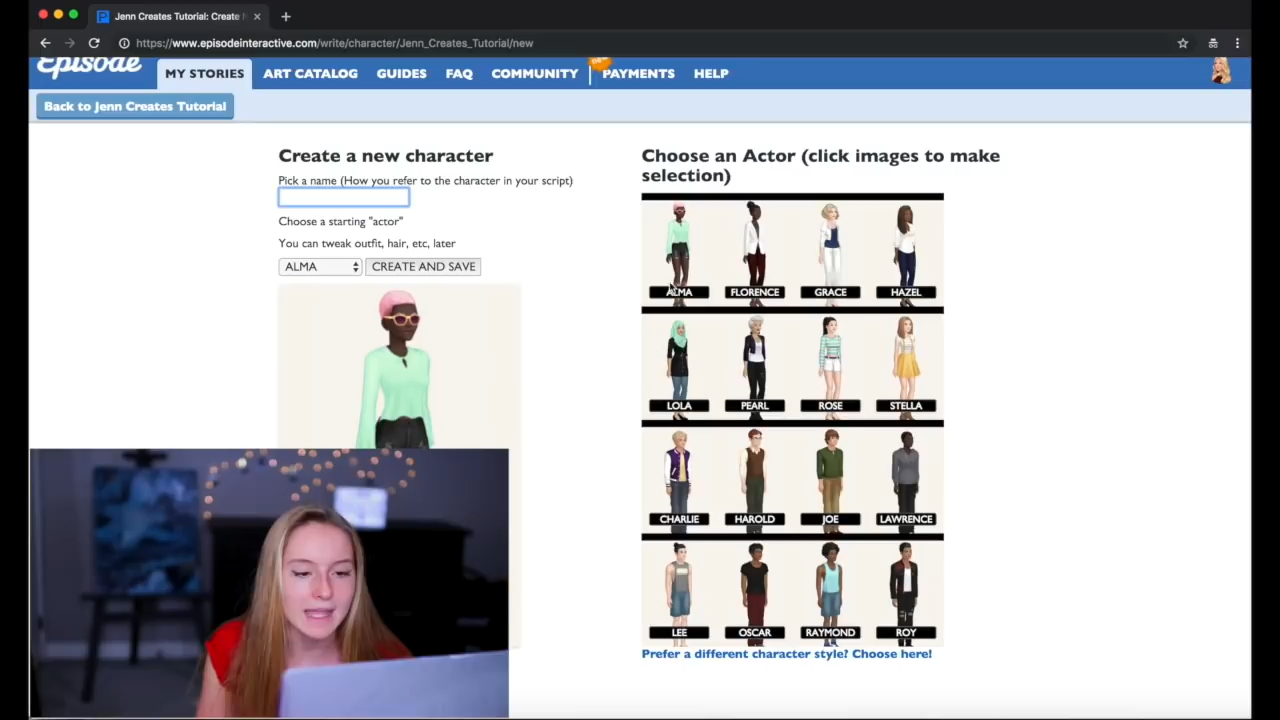 Jenn Creates Tutorial: Create
https://www.episodeinteractive.com/write/character/Jenn_Creates_Tutorial/new
Episode
MY STORIES
ART CATALOG
GUIDES
FAQ
COMMUNITY
PAYMENTS
HELP
Back to Jenn Creates Tutorial
Create a new character
Pick a name (How you refer to the character in your script)
Choose a starting "actor"
You can tweak outfit, hair, etc, later
ALMA
CREATE AND SAVE
Choose an Actor (click images to make
selection)
ALMA FLORENCE GRACE HAZEL
LOLA PEARL ROSE STELLA
CHARLIE HAROLD JOE LAWRENCE
LEE OSCAR RAYMOND ROY
Prefer a different character style? Choose here!